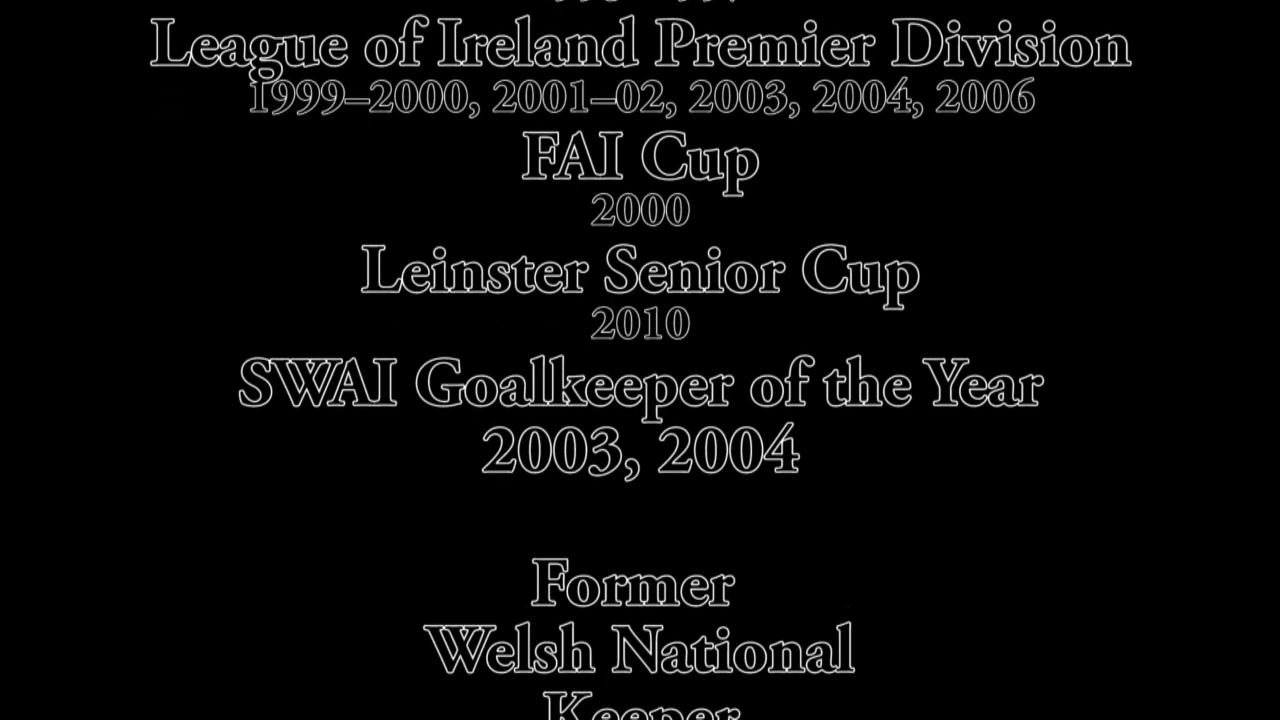 League of Ireland Premier Division
1999–2000, 2001–02, 2003, 2004, 2006
FAI Cup
2000
Leinster Senior Cup
2010
SWAI Goalkeeper of the Year
2003, 2004
Former
Welsh National
Keeper